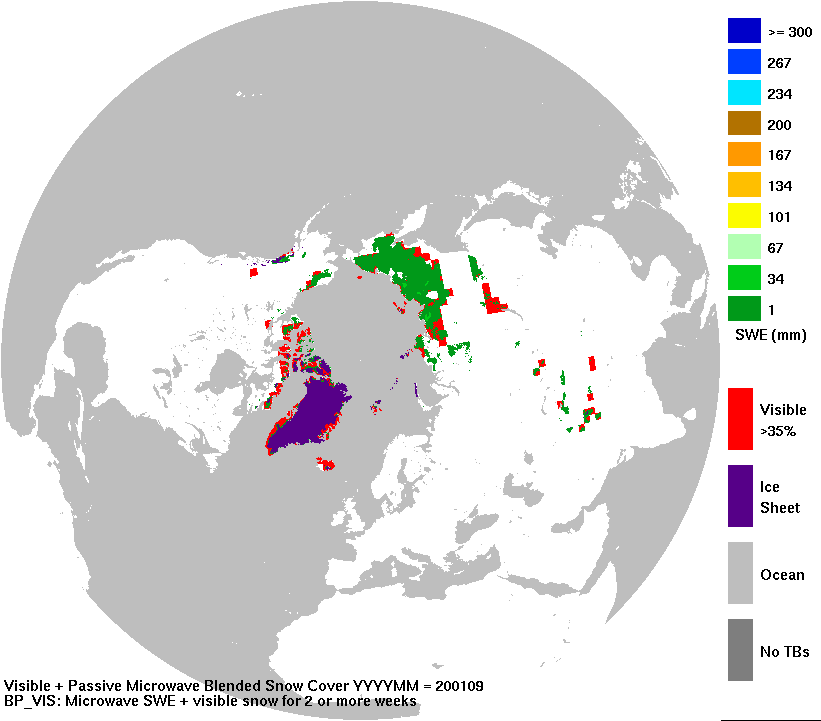 >= 300
267
234
200
167
134
101
67
34
1
SWE (mm)
Visible
>35%
Ice
Sheet
Ocean
No TBs
Visible + Passive Microwave Blended Snow Cover YYYYMM = 200109
BP_VIS: Microwave SWE + visible snow for 2 or more weeks